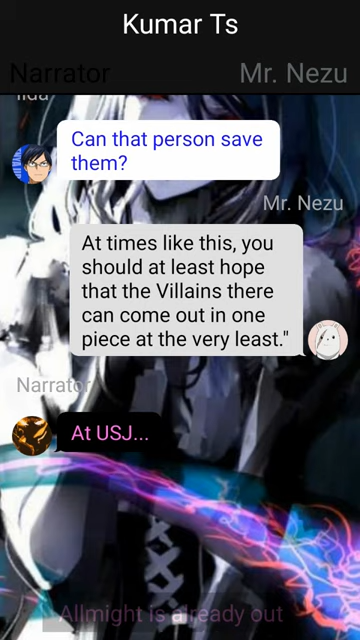 Kumar Ts
Narrator
Mr. Nezu
Iida
Can that person save
them?
Mr. Nezu
At times like this, you
should at least hope
that the Villains there
can come out in one
piece at the very least."
Narrator
At USJ...
Allmight is already out